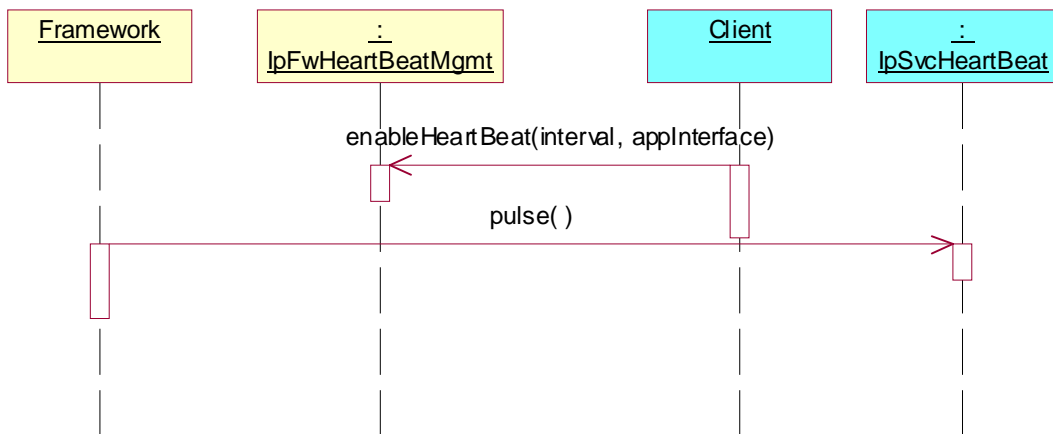 Framework
:
IpFwHeartBeatMgmt
Client
:
IpSvcHeartBeat
enableHeartBeat(interval, appInterface)
pulse( )